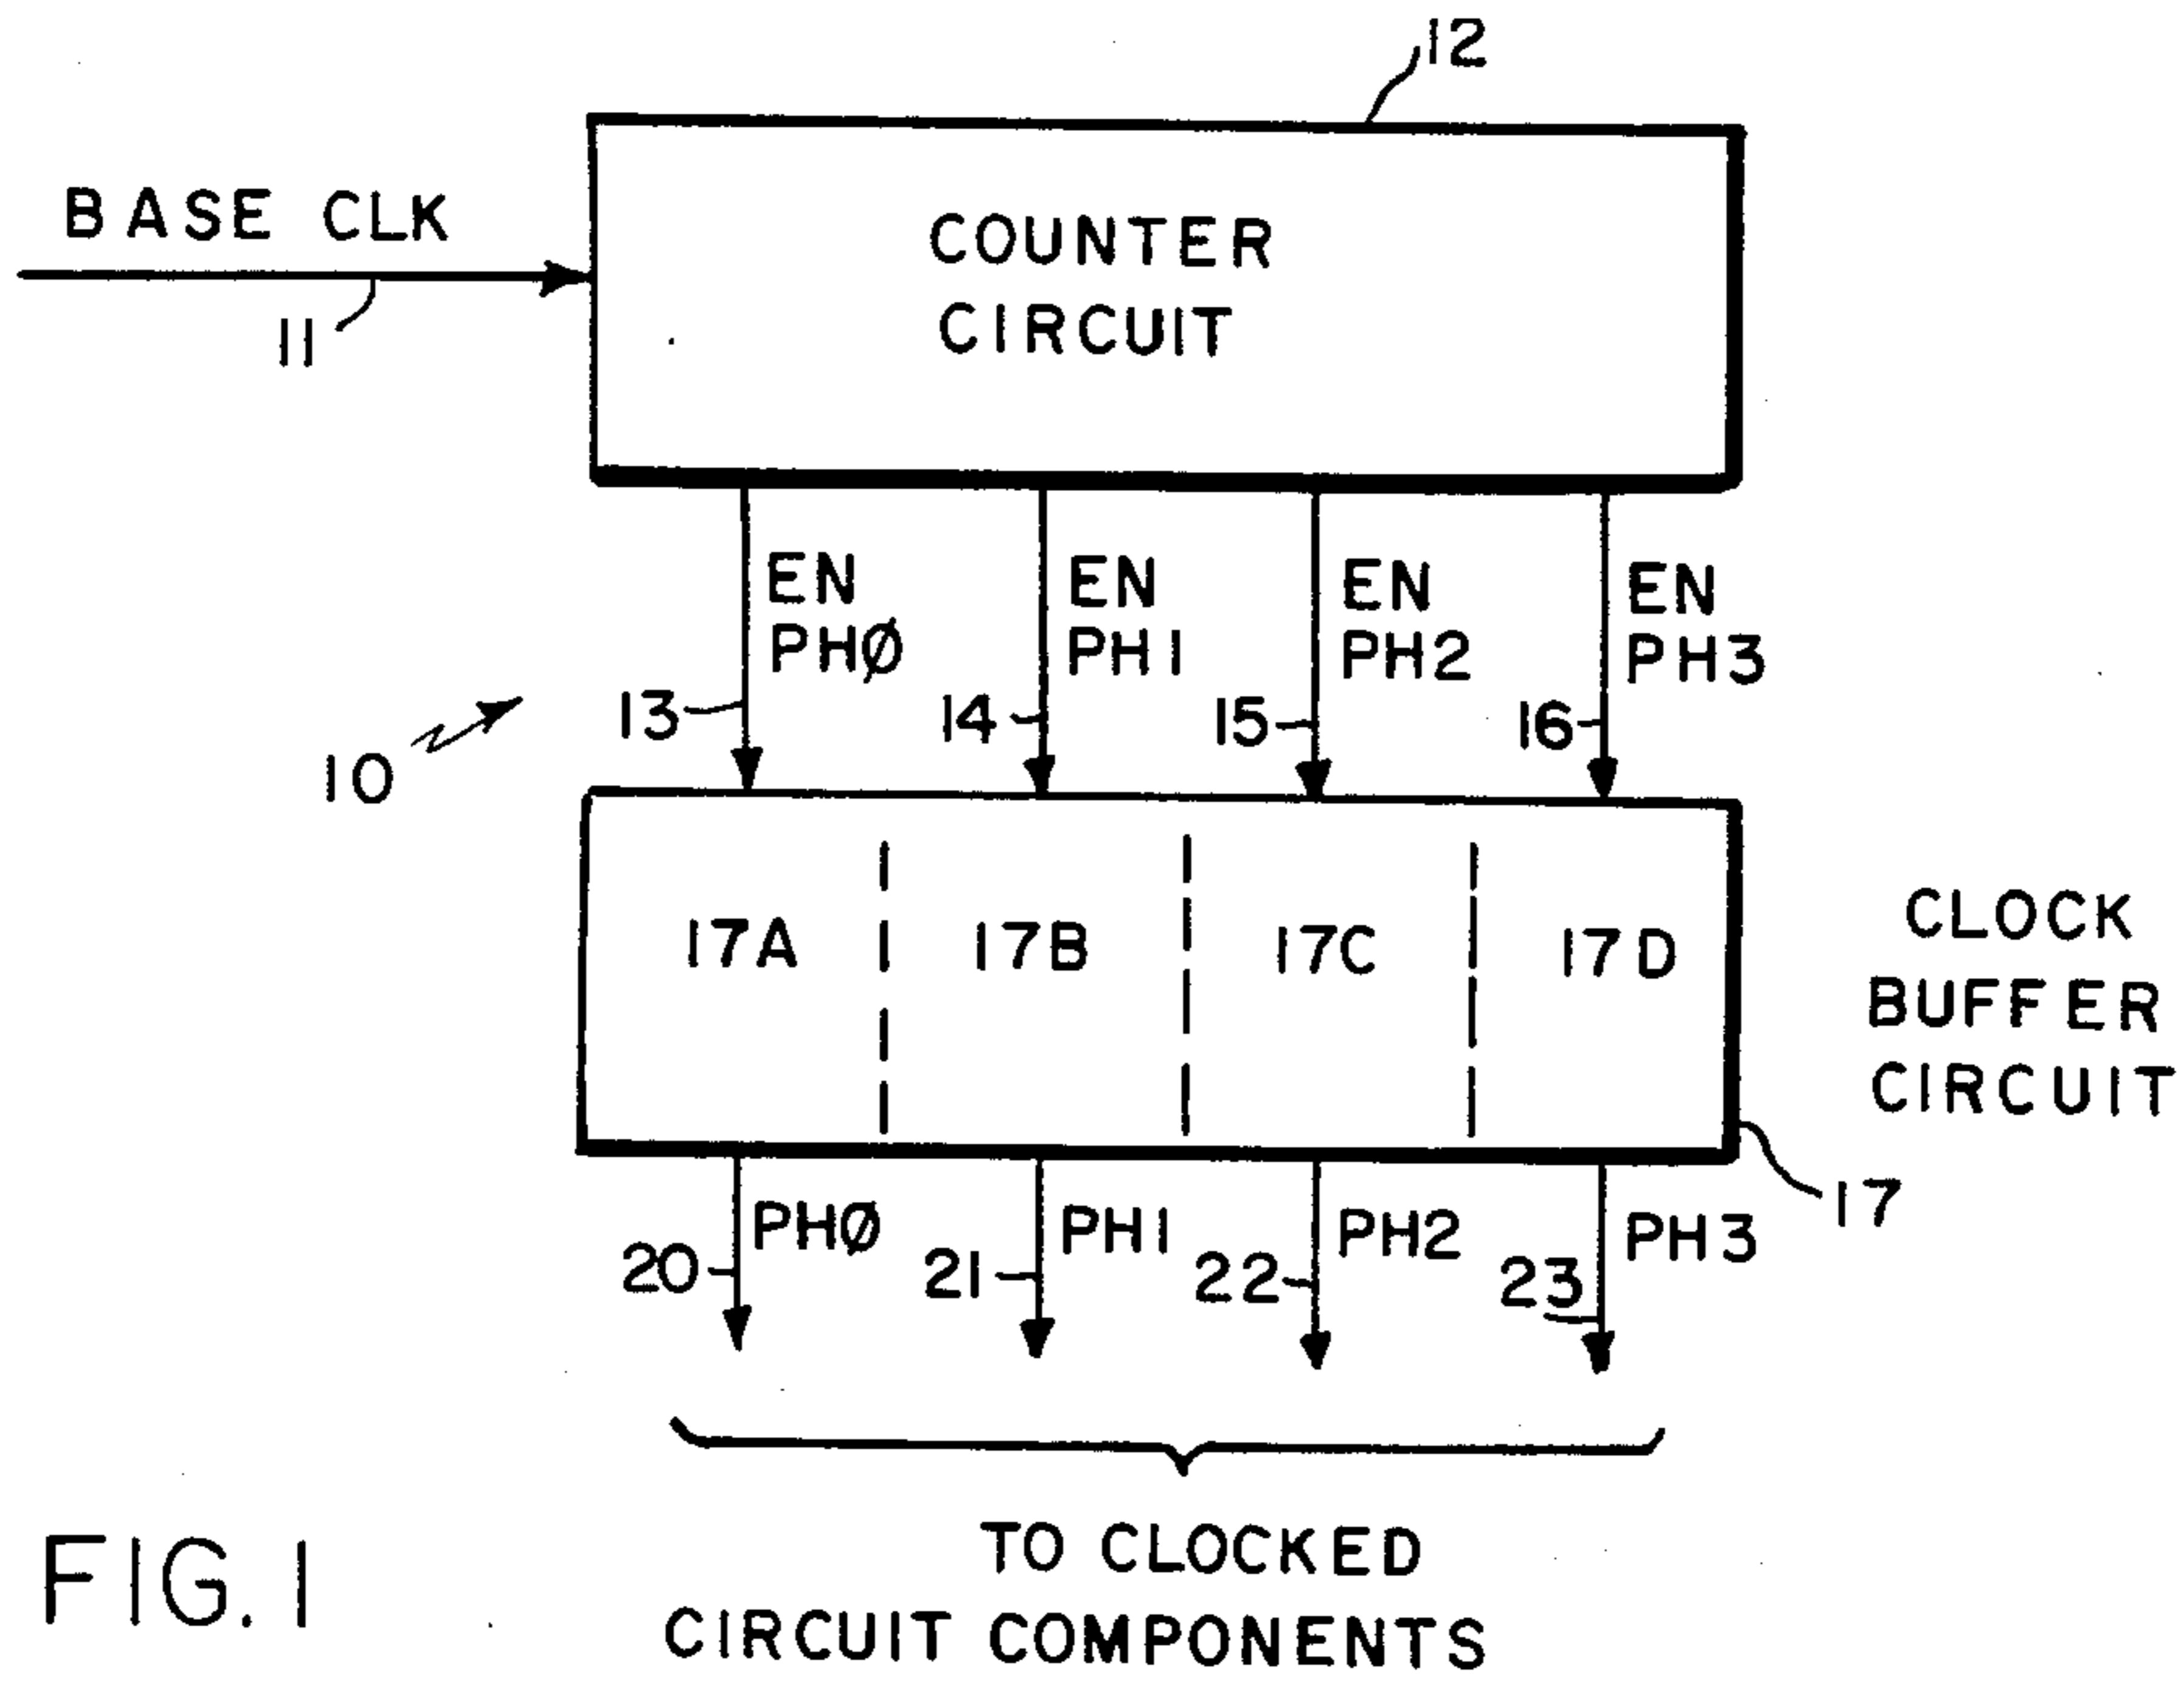 12
BASE CLK
11
COUNTER
CIRCUIT
EN
PHØ
EN
PH1
EN
PH2
EN
PH3
13
14
15
16
10
17A
17B
17C
17D
CLOCK
BUFFER
CIRCUIT
17
PHØ
PH1
PH2
PH3
20
21
22
23
TO CLOCKED
CIRCUIT COMPONENTS
FIG. 1